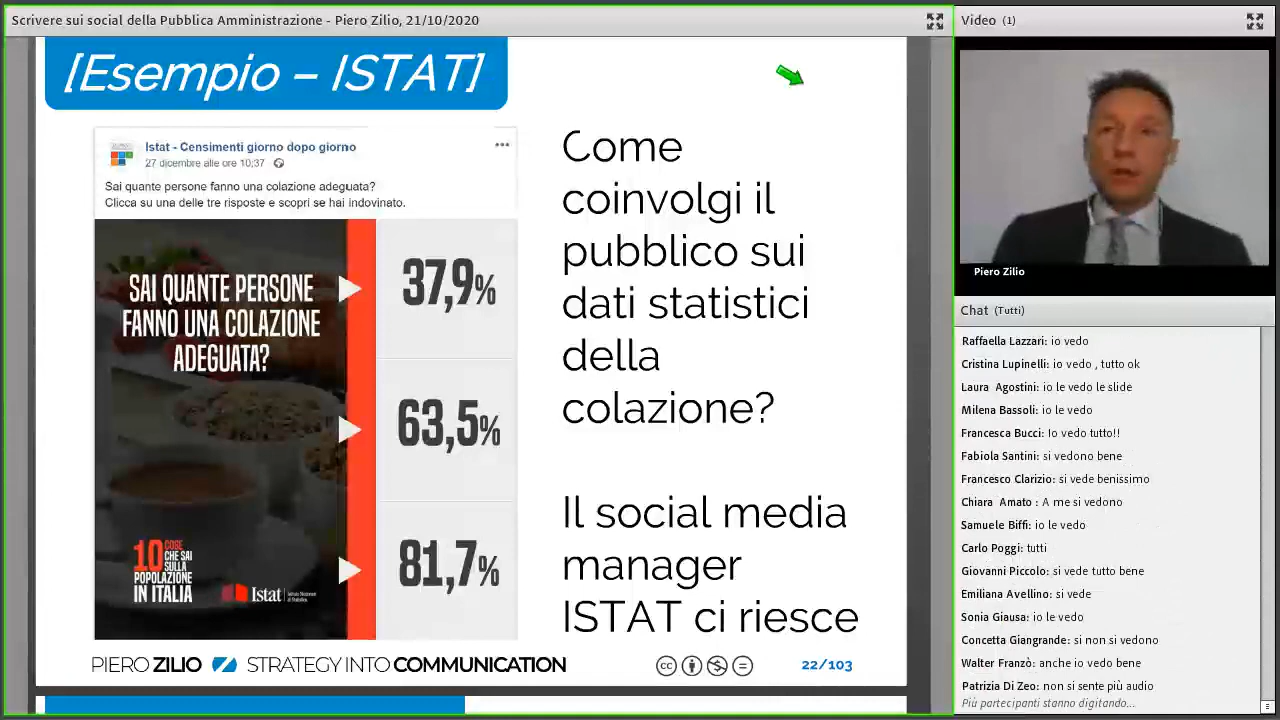 Scrivere sui social della Pubblica Amministrazione - Piero Zilio, 21/10/2020
[Esempio – ISTAT]
Istat - Censimenti giorno dopo giorno
27 dicembre alle ore 10:37
Sai quante persone fanno una colazione adeguata?
Clicca su una delle tre risposte e scopri se hai indovinato.
SAI QUANTE PERSONE
FANNO UNA COLAZIONE
ADEGUATA?
37,9%
63,5%
81,7%
10 COSE
CHE SAI
SULLA
POPOLAZIONE
IN ITALIA
Istat
Come
coinvolgi il
pubblico sui
dati statistici
della
colazione?
Il social media
manager
ISTAT ci riesce
PIERO ZILIO STRATEGY INTO COMMUNICATION
cc
22/103
Video (1)
Piero Zilio
Chat (Tutti)
Raffaella Lazzari: io vedo
Cristina Lupinelli: io vedo , tutto ok
Laura Agostini: io le vedo le slide
Milena Bassoli: io le vedo
Francesca Bucci: Io vedo tutto!!
Fabiola Santini: si vedono bene
Francesco Clarizio: si vede benissimo
Chiara Amato : A me si vedono
Samuele Biffi: io le vedo
Carlo Poggi: tutti
Giovanni Piccolo: si vede tutto bene
Emiliana Avellino: si vede
Sonia Giausa: io le vedo
Concetta Giangrande: si non si vedono
Walter Franzò: anche io vedo bene
Patrizia Di Zeo: non si sente più audio
Più partecipanti stanno digitando...